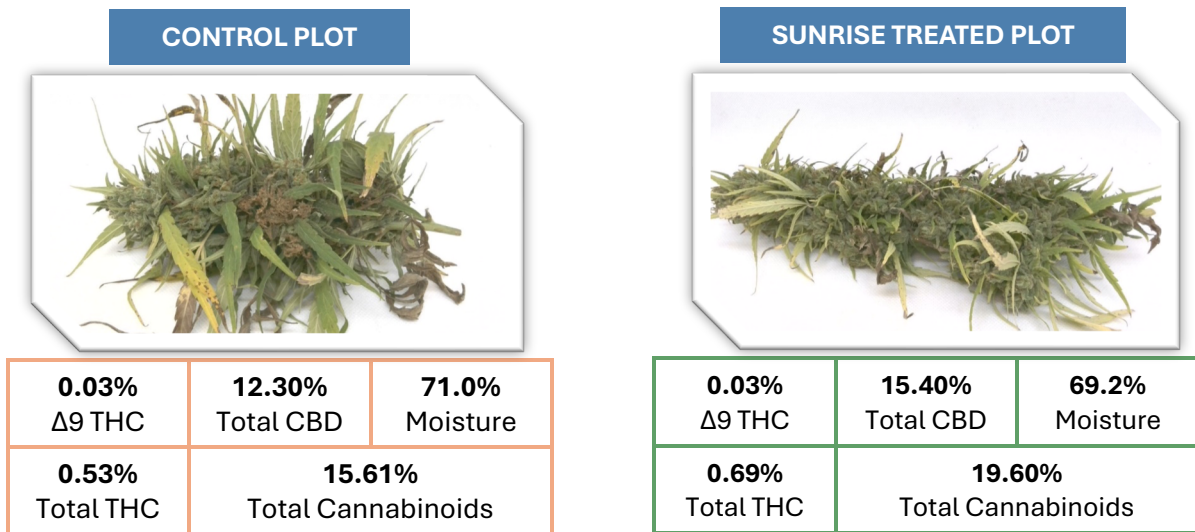 CONTROL PLOT
SUNRISE TREATED PLOT
0.03%
Δ9 THC
12.30%
Total CBD
71.0%
Moisture
0.53%
Total THC
15.61%
Total Cannabinoids
0.03%
Δ9 THC
15.40%
Total CBD
69.2%
Moisture
0.69%
Total THC
19.60%
Total Cannabinoids